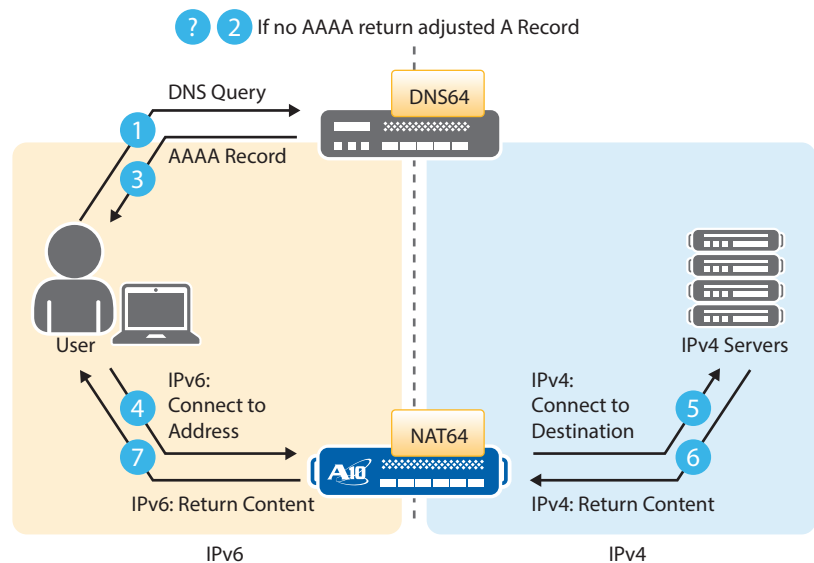 ? 2 If no AAAA return adjusted A Record
DNS Query
DNS64
1
AAAA Record
3
User
IPv4 Servers
IPv6:
Connect to
Address
4
IPv4:
Connect to
Destination
5
NAT64
7
6
A10
IPv6: Return Content
IPv4: Return Content
IPv6
IPv4